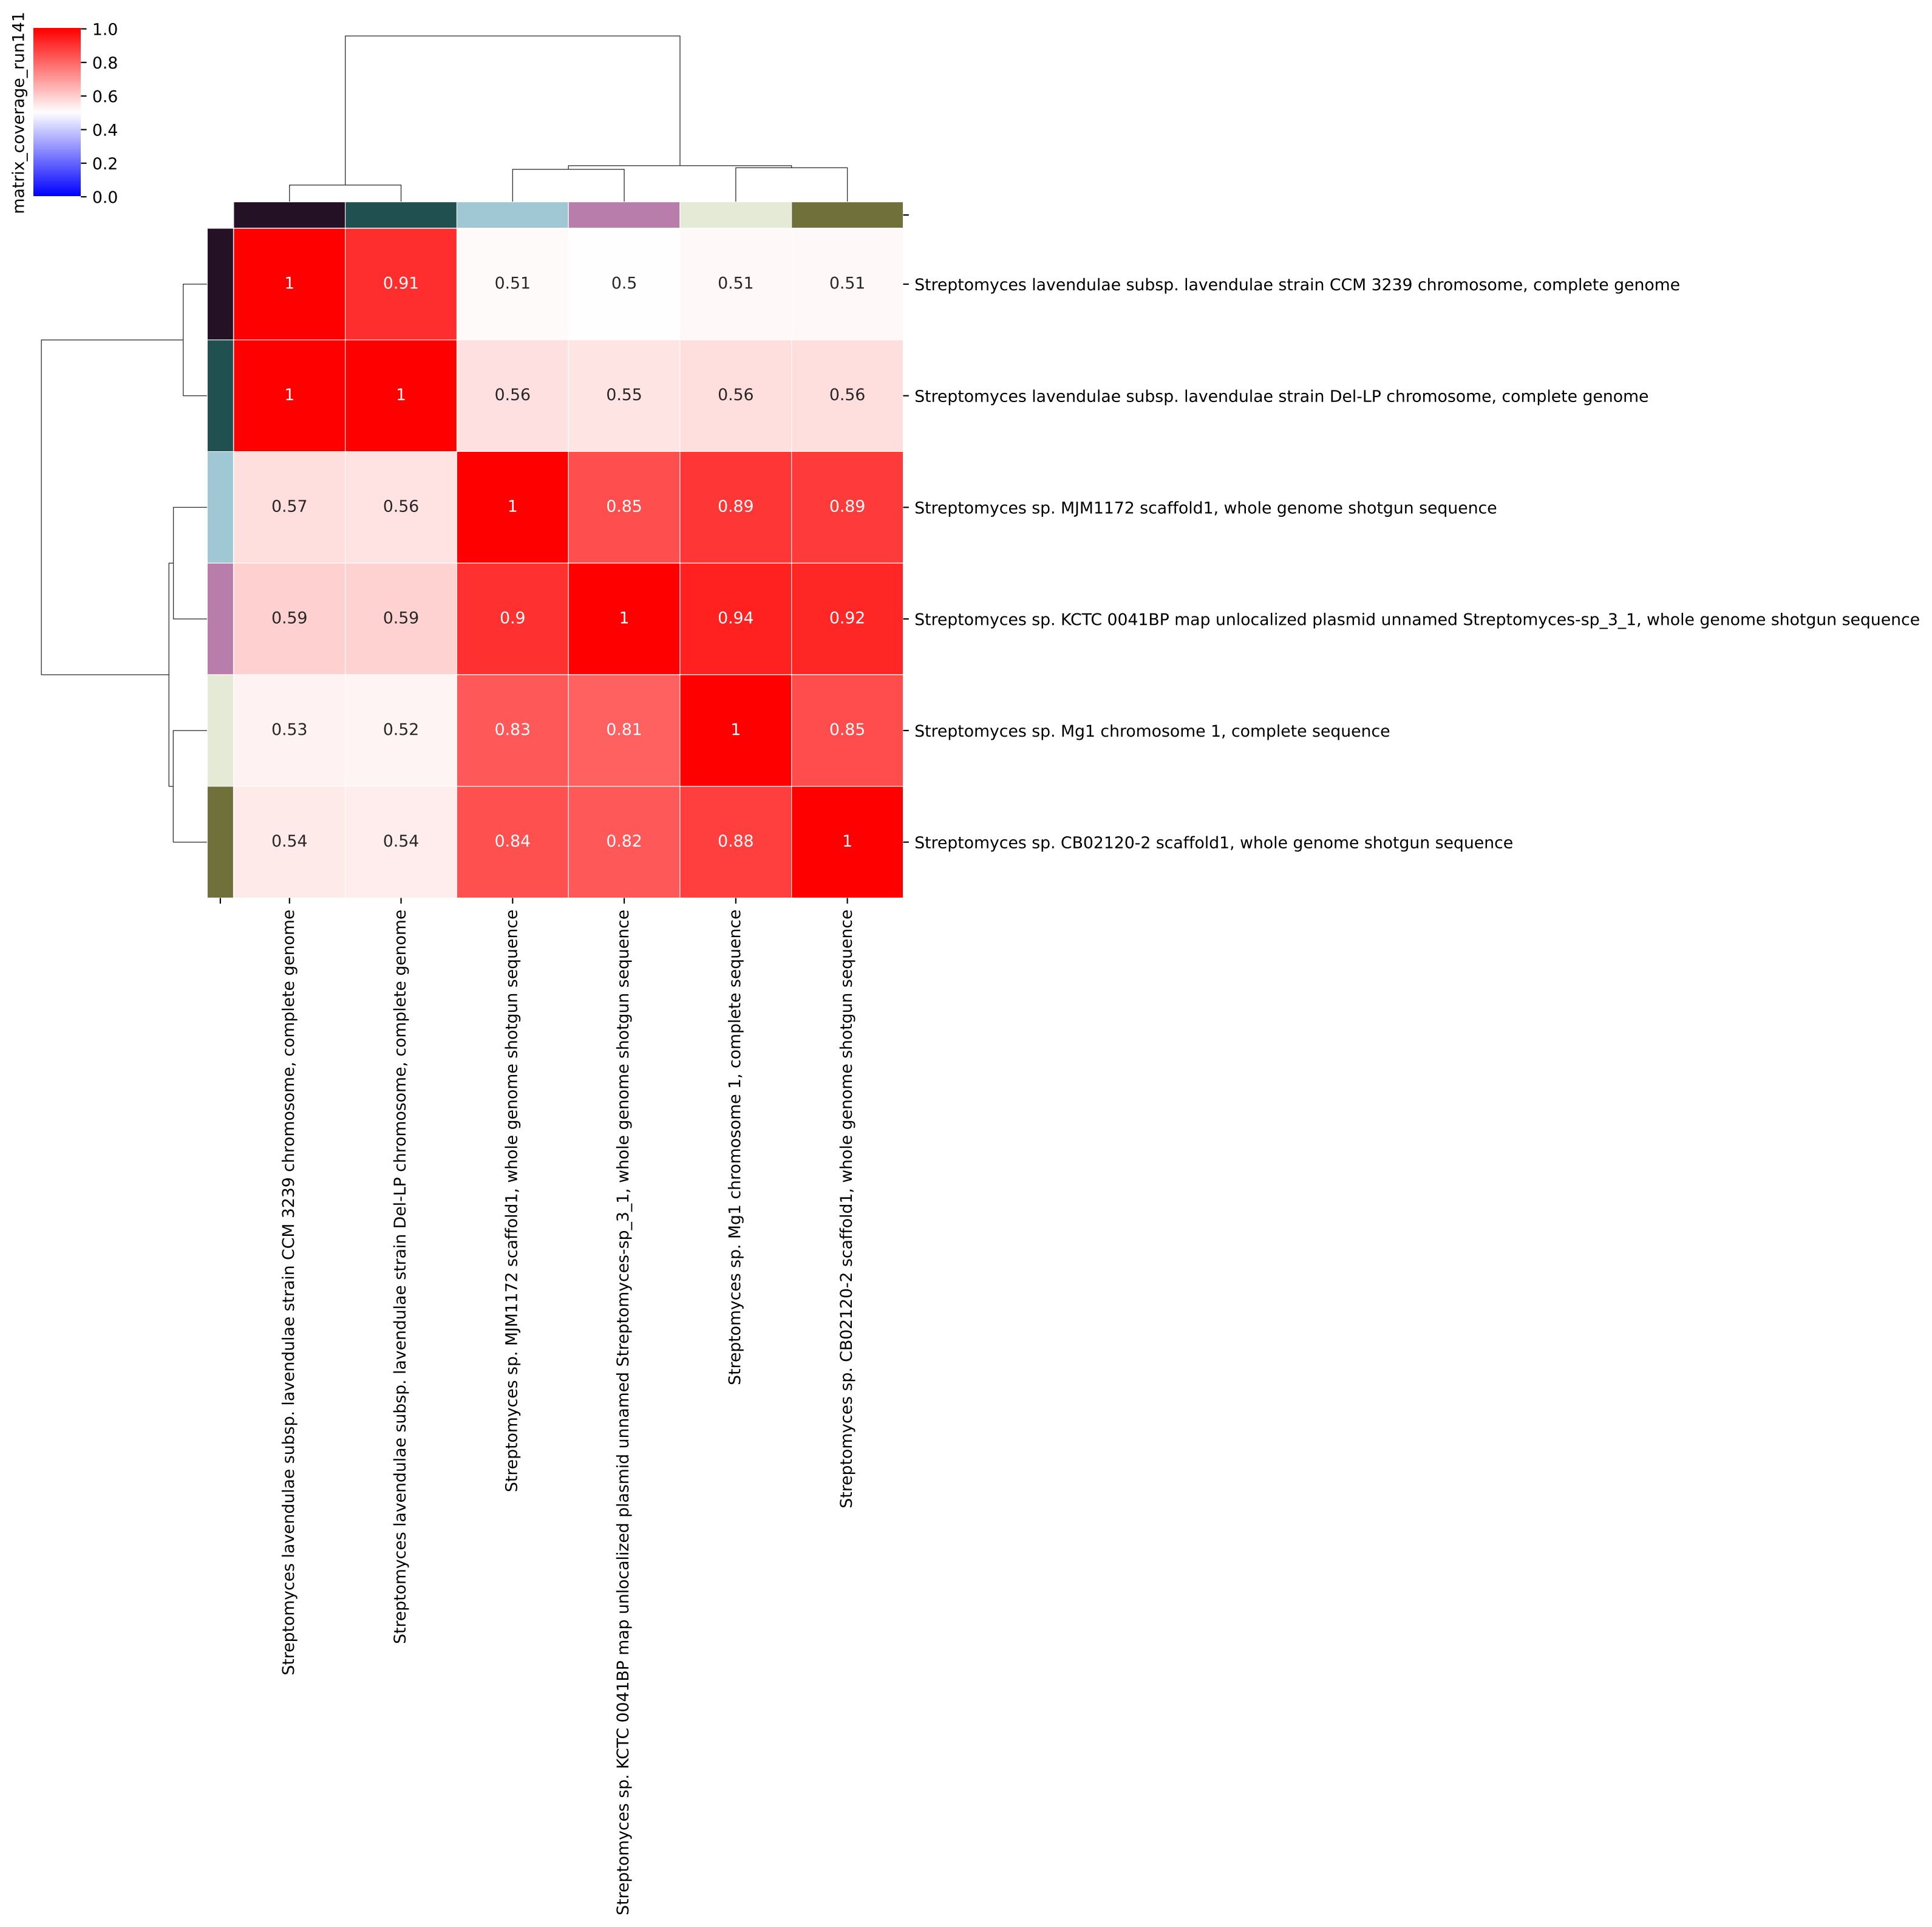 matrix_coverage_run141
1.0
0.8
0.6
0.4
0.2
0.0
1 0.91 0.51 0.5 0.51 0.51 Streptomyces lavendulae subsp. lavendulae strain CCM 3239 chromosome, complete genome
1 1 0.56 0.55 0.56 0.56 Streptomyces lavendulae subsp. lavendulae strain Del-LP chromosome, complete genome
0.57 0.56 1 0.85 0.89 0.89 Streptomyces sp. MJM1172 scaffold1, whole genome shotgun sequence
0.59 0.59 0.9 1 0.94 0.92 Streptomyces sp. KCTC 0041BP map unlocalized plasmid unnamed Streptomyces-sp_3_1, whole genome shotgun sequence
0.53 0.52 0.83 0.81 1 0.85 Streptomyces sp. Mg1 chromosome 1, complete sequence
0.54 0.54 0.84 0.82 0.88 1 Streptomyces sp. CB02120-2 scaffold1, whole genome shotgun sequence
Streptomyces lavendulae subsp. lavendulae strain CCM 3239 chromosome, complete genome
Streptomyces lavendulae subsp. lavendulae strain Del-LP chromosome, complete genome
Streptomyces sp. MJM1172 scaffold1, whole genome shotgun sequence
Streptomyces sp. KCTC 0041BP map unlocalized plasmid unnamed Streptomyces-sp_3_1, whole genome shotgun sequence
Streptomyces sp. Mg1 chromosome 1, complete sequence
Streptomyces sp. CB02120-2 scaffold1, whole genome shotgun sequence